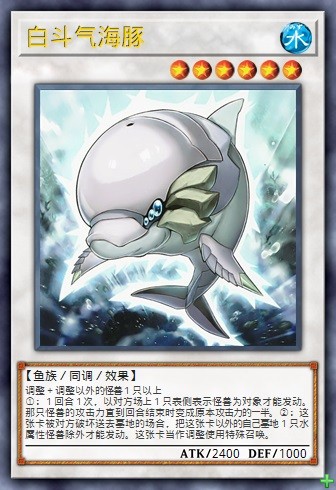 白斗气海豚
水
【鱼族／同调／效果】
调整＋调整以外的怪兽1只以上
①：1回合1次，以对方场上1只表侧表示怪兽为对象才能发动。
那只怪兽的攻击力直到回合结束时变成原本攻击力的一半。②：这
张卡被对方破坏送去墓地的场合，把这张卡以外的自己墓地1只水
属性怪兽除外才能发动。这张卡当作调整使用特殊召唤。
ATK/2400 DEF/1000